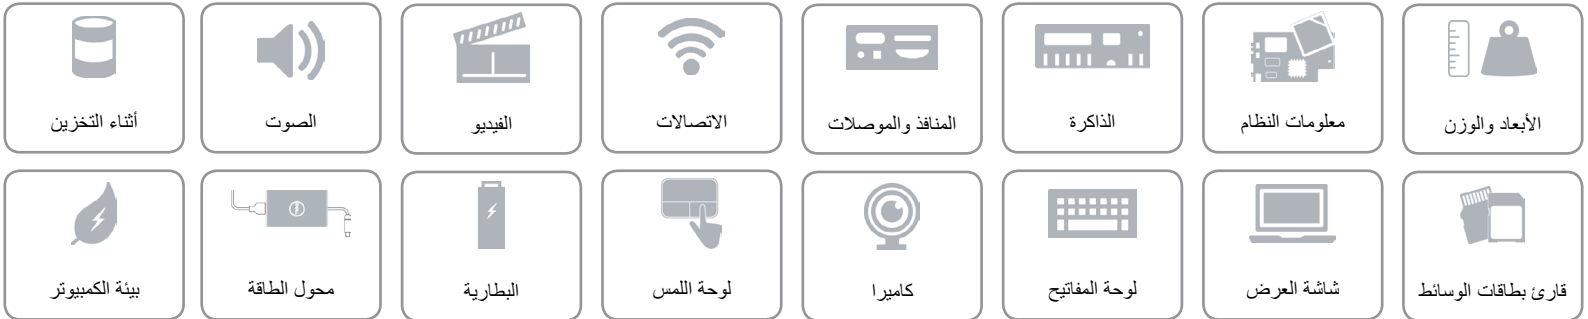 الأبعاد والوزن
معلومات النظام
الذاكرة
المنافذ والموصلات
الاتصالات
الفيديو
الصوت
أثناء التخزين
قارئ بطاقات الوسائط
شاشة العرض
لوحة المفاتيح
كاميرا
لوحة اللمس
البطارية
محول الطاقة
بيئة الكمبيوتر